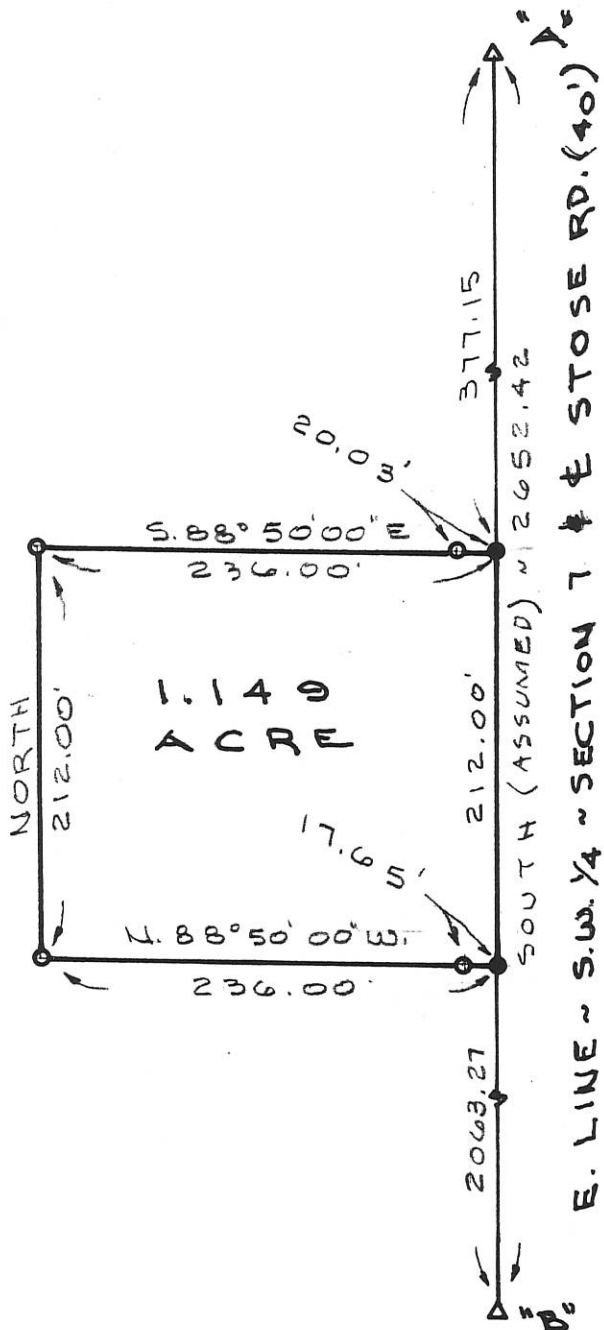 "A"
377.15
20.03'
S. 88° 50' 00" E
236.00'
NORTH
212.00'
1.149
ACRE
212.00'
17.65'
N. 88° 50' 00" W.
236.00'
2063.27
"B"
SOUTH (ASSUMED) ~ 2652.42
E. LINE ~ S.W. ¼ ~ SECTION 7 & ℄ STOSE RD. (40')